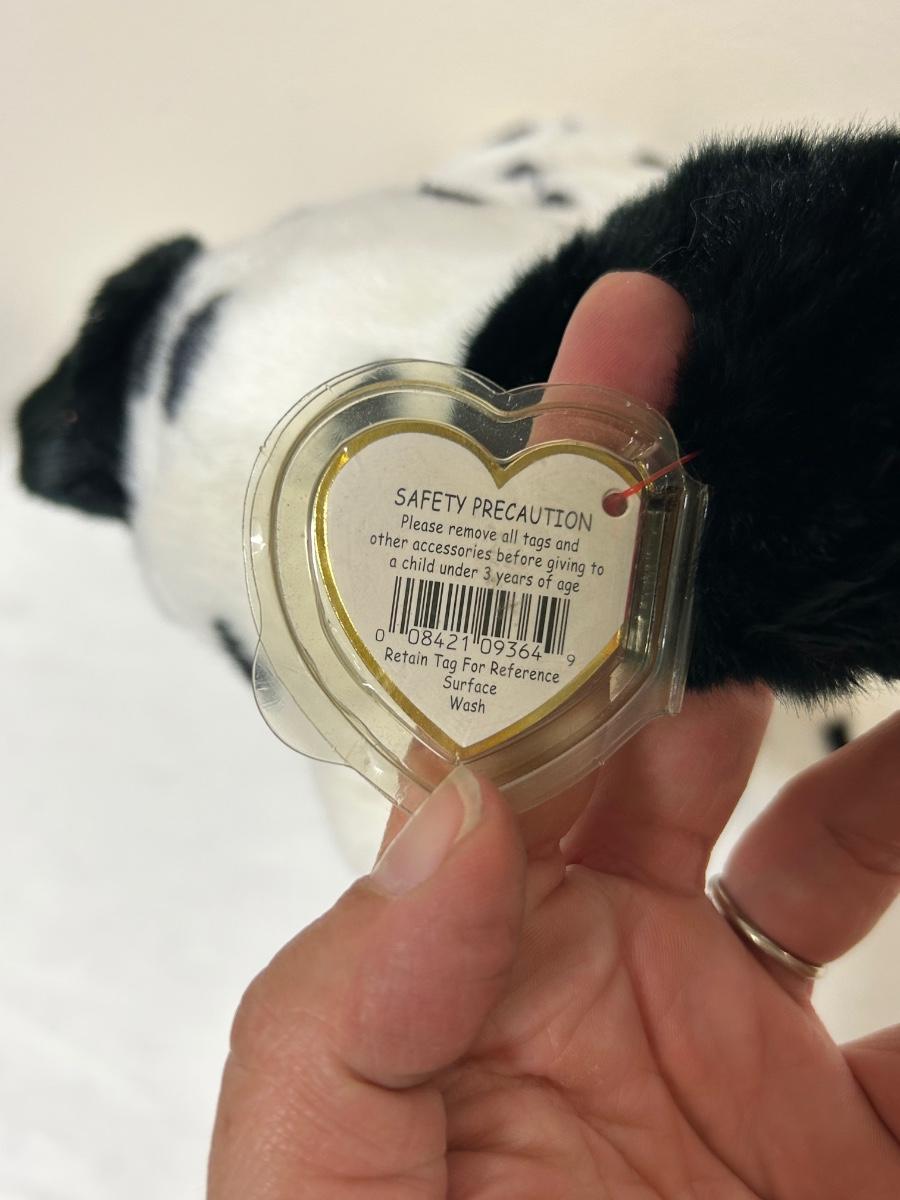 SAFETY PRECAUTION
Please remove all tags and
other accessories before giving to
a child under 3 years of age
0 08421 09364 9
Retain Tag For Reference
Surface
Wash